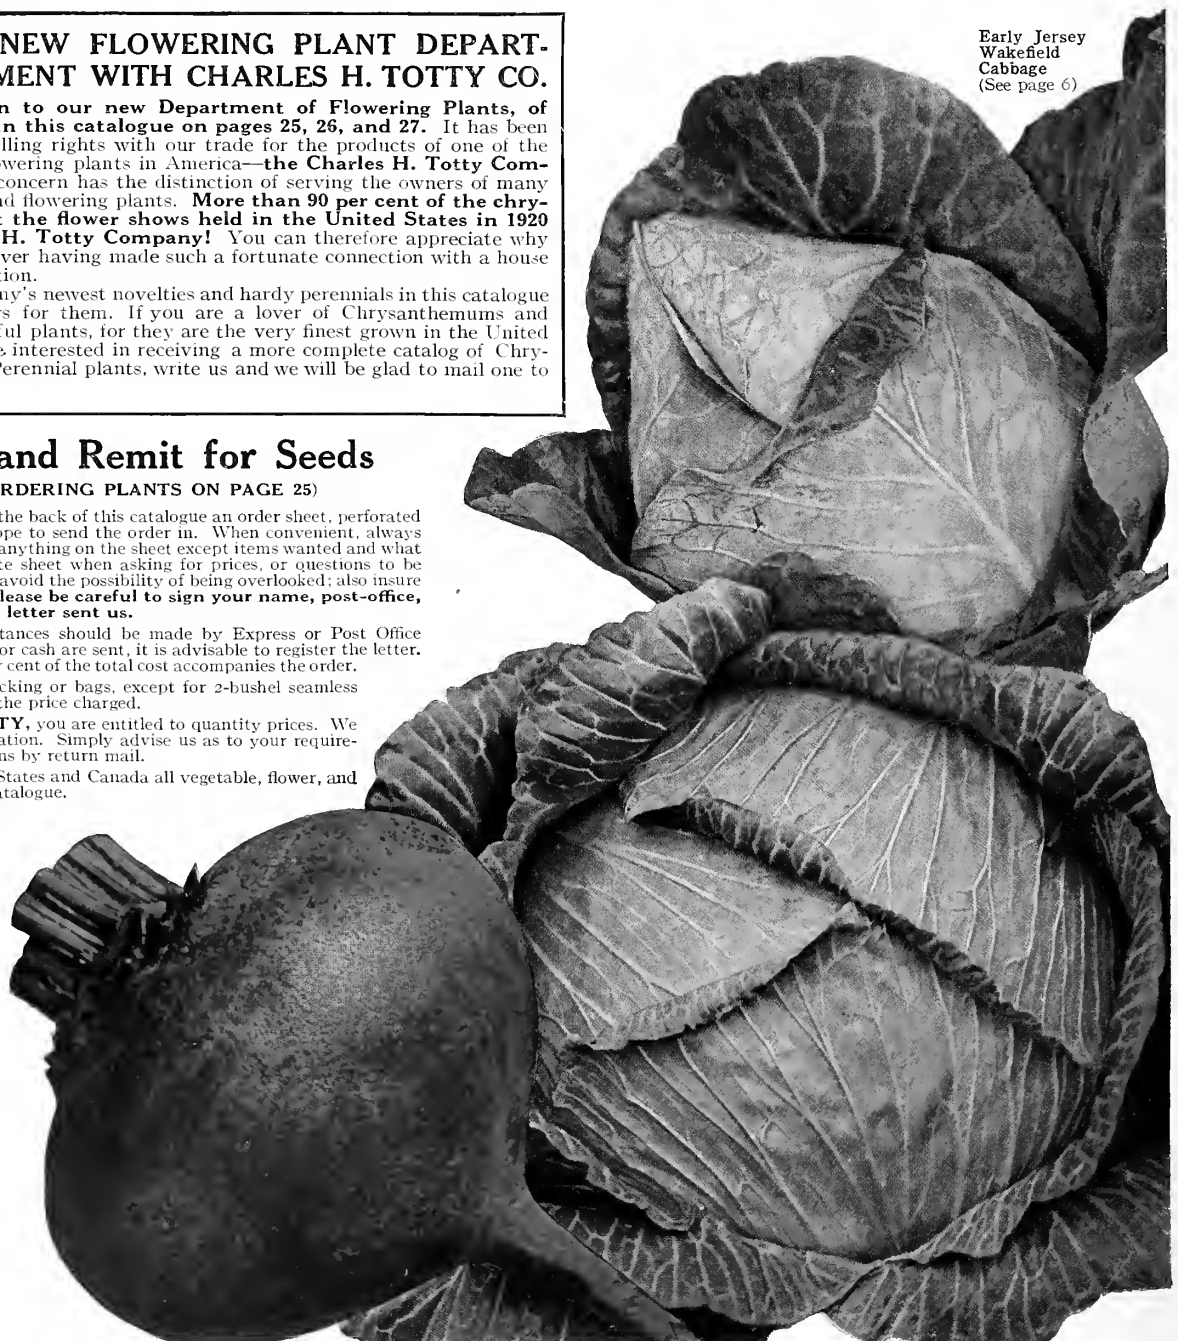 NEW FLOWERING PLANT DEPART-
MENT WITH CHARLES H. TOTTY CO.
to our new Department of Flowering Plants, of
in this catalogue on pages 25, 26, and 27. It has been
lling rights with our trade for the products of one of the
wering plants in America—the Charles H. Totty Com-
concern has the distinction of serving the owners of many
flowering plants. More than 90 per cent of the chry-
the flower shows held in the United States in 1920
H. Totty Company! You can therefore appreciate why
ver having made such a fortunate connection with a house
tion.
ny's newest novelties and hardy perennials in this catalogue
for them. If you are a lover of Chrysanthemums and
ful plants, for they are the very finest grown in the United
interested in receiving a more complete catalog of Chry-
Perennial plants, write us and we will be glad to mail one to
Early Jersey
Wakefield
Cabbage
(See page 6)
and Remit for Seeds
RDERING PLANTS ON PAGE 25)
the back of this catalogue an order sheet, perforated
ope to send the order in. When convenient, always
anything on the sheet except items wanted and what
te sheet when asking for prices, or questions to be
avoid the possibility of being overlooked; also insure
lease be careful to sign your name, post-office,
letter sent us.
tances should be made by Express or Post Office
or cash are sent, it is advisable to register the letter.
cent of the total cost accompanies the order.
cking or bags, except for 2-bushel seamless
the price charged.
TY, you are entitled to quantity prices. We
ation. Simply advise us as to your require-
ns by return mail.
States and Canada all vegetable, flower, and
atalogue.